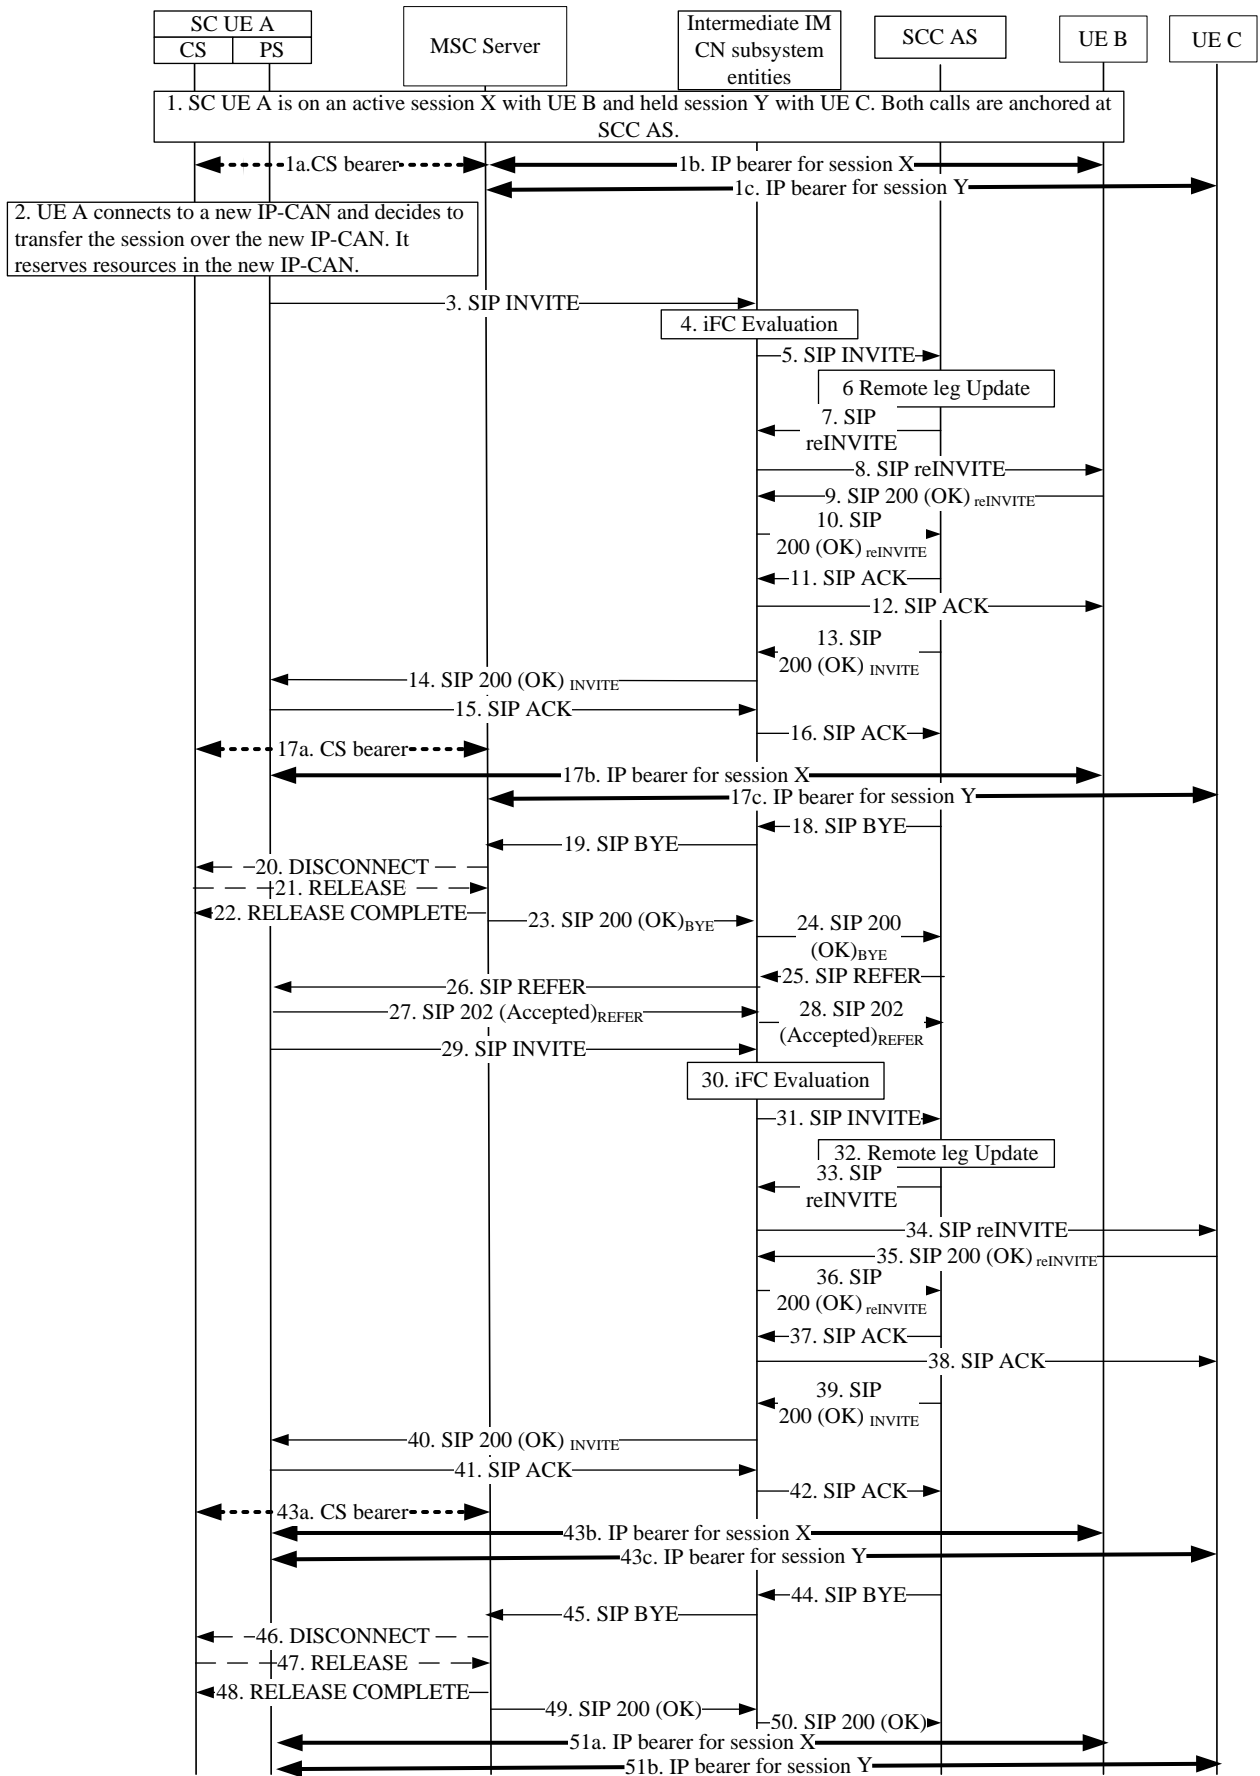 SC UE A
CS
PS
MSC Server
Intermediate IM
CN subsystem
entities
SCC AS
UE B
UE C
1. SC UE A is on an active session X with UE B and held session Y with UE C. Both calls are anchored at
SCC AS.
1a.CS bearer
1b. IP bearer for session X
1c. IP bearer for session Y
2. UE A connects to a new IP-CAN and decides to
transfer the session over the new IP-CAN. It
reserves resources in the new IP-CAN.
3. SIP INVITE
4. iFC Evaluation
5. SIP INVITE
6 Remote leg Update
7. SIP
reINVITE
8. SIP reINVITE
9. SIP 200 (OK) reINVITE
10. SIP
200 (OK) reINVITE
11. SIP ACK
12. SIP ACK
13. SIP
200 (OK) INVITE
14. SIP 200 (OK) INVITE
15. SIP ACK
16. SIP ACK
17a. CS bearer
17b. IP bearer for session X
17c. IP bearer for session Y
18. SIP BYE
19. SIP BYE
20. DISCONNECT
21. RELEASE
22. RELEASE COMPLETE
23. SIP 200 (OK)BYE
24. SIP 200
(OK)BYE
25. SIP REFER
26. SIP REFER
27. SIP 202 (Accepted)REFER
28. SIP 202
(Accepted)REFER
29. SIP INVITE
30. iFC Evaluation
31. SIP INVITE
32. Remote leg Update
33. SIP
reINVITE
34. SIP reINVITE
35. SIP 200 (OK) reINVITE
36. SIP
200 (OK) reINVITE
37. SIP ACK
38. SIP ACK
39. SIP
200 (OK) INVITE
40. SIP 200 (OK) INVITE
41. SIP ACK
42. SIP ACK
43a. CS bearer
43b. IP bearer for session X
43c. IP bearer for session Y
44. SIP BYE
45. SIP BYE
46. DISCONNECT
47. RELEASE
48. RELEASE COMPLETE
49. SIP 200 (OK)
50. SIP 200 (OK)
51a. IP bearer for session X
51b. IP bearer for session Y